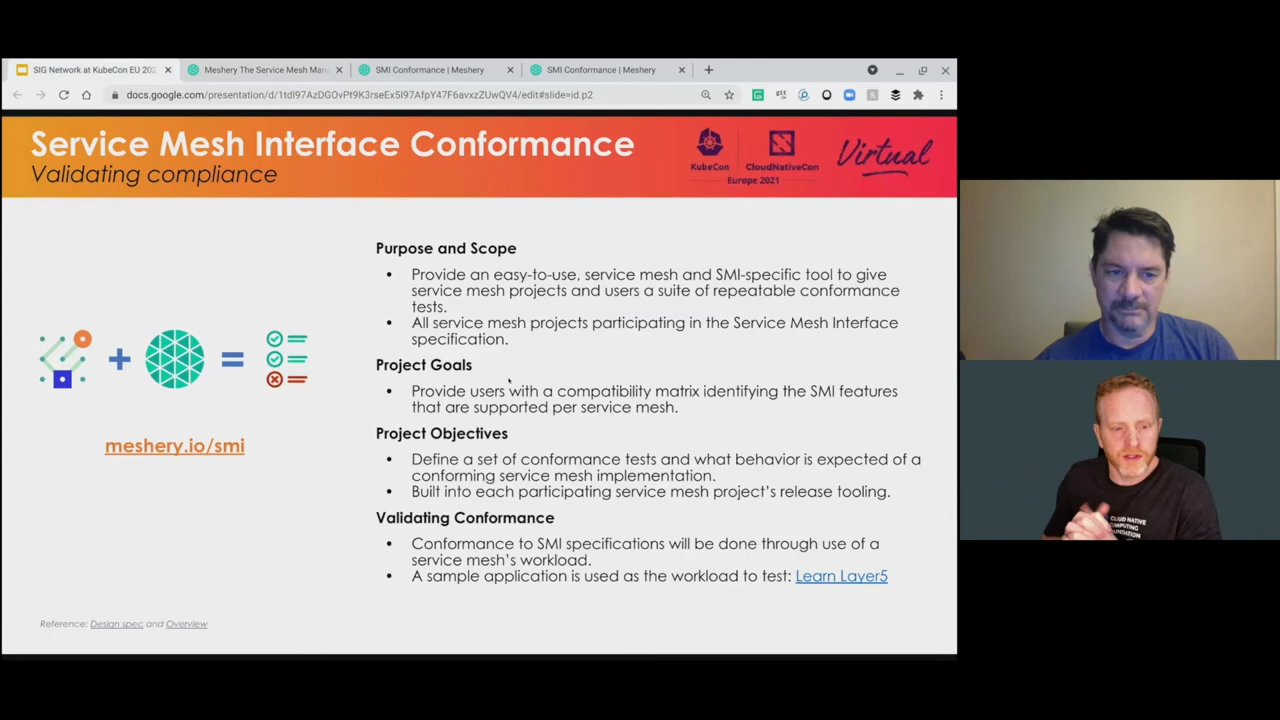 SIG Network at KubeCon EU 202
Meshery The Service Mesh Man
SMI Conformance | Meshery
SMI Conformance | Meshery
docs.google.com/presentation/d/1tdI97AzDGOvPt9K3rseEx5I97AfpY47F6avxzZUwQV4/edit#slide=id.p2
Service Mesh Interface Conformance
Validating compliance
KubeCon
CloudNativeCon
Europe 2021
Virtual
Purpose and Scope
• Provide an easy-to-use, service mesh and SMI-specific tool to give
service mesh projects and users a suite of repeatable conformance
tests.
• All service mesh projects participating in the Service Mesh Interface
specification.
Project Goals
• Provide users with a compatibility matrix identifying the SMI features
that are supported per service mesh.
Project Objectives
• Define a set of conformance tests and what behavior is expected of a
conforming service mesh implementation.
• Built into each participating service mesh project's release tooling.
Validating Conformance
• Conformance to SMI specifications will be done through use of a
service mesh's workload.
• A sample application is used as the workload to test: Learn Layer5
meshery.io/smi
Reference: Design spec and Overview
CLOUD NATIVE
COMPUTING
FOUNDATION